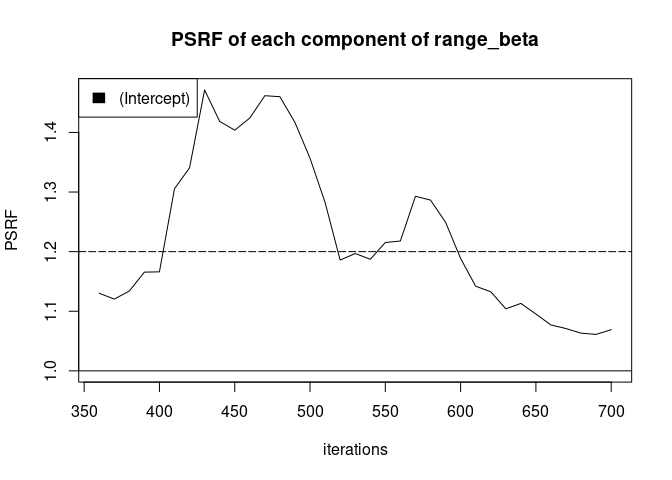 PSRF of each component of range_beta
(Intercept)
PSRF
1.4
1.3
1.2
1.1
1.0
350 400 450 500 550 600 650 700
iterations